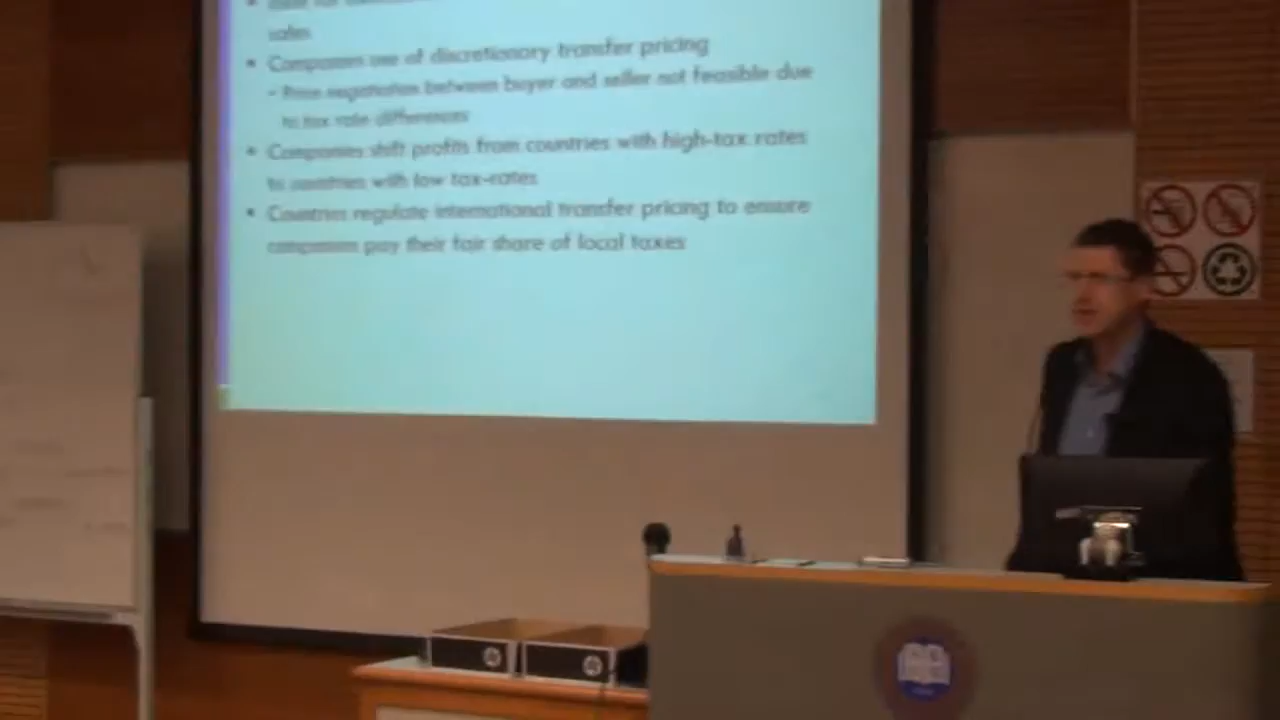 sales
• Companies use of discretionary transfer pricing
- Price negotiation between buyer and seller not feasible due
to tax rate differences
• Companies shift profits from countries with high-tax rates
to countries with low tax-rates
• Countries regulate international transfer pricing to ensure
companies pay their fair share of local taxes